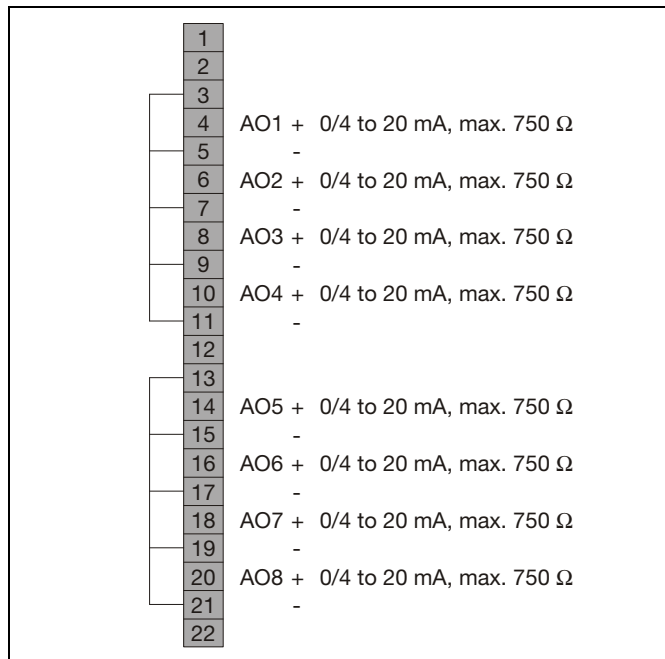 1
2
3
4 AO1 + 0/4 to 20 mA, max. 750 Ω
5 -
6 AO2 + 0/4 to 20 mA, max. 750 Ω
7 -
8 AO3 + 0/4 to 20 mA, max. 750 Ω
9 -
10 AO4 + 0/4 to 20 mA, max. 750 Ω
11 -
12
13
14 AO5 + 0/4 to 20 mA, max. 750 Ω
15 -
16 AO6 + 0/4 to 20 mA, max. 750 Ω
17 -
18 AO7 + 0/4 to 20 mA, max. 750 Ω
19 -
20 AO8 + 0/4 to 20 mA, max. 750 Ω
21 -
22